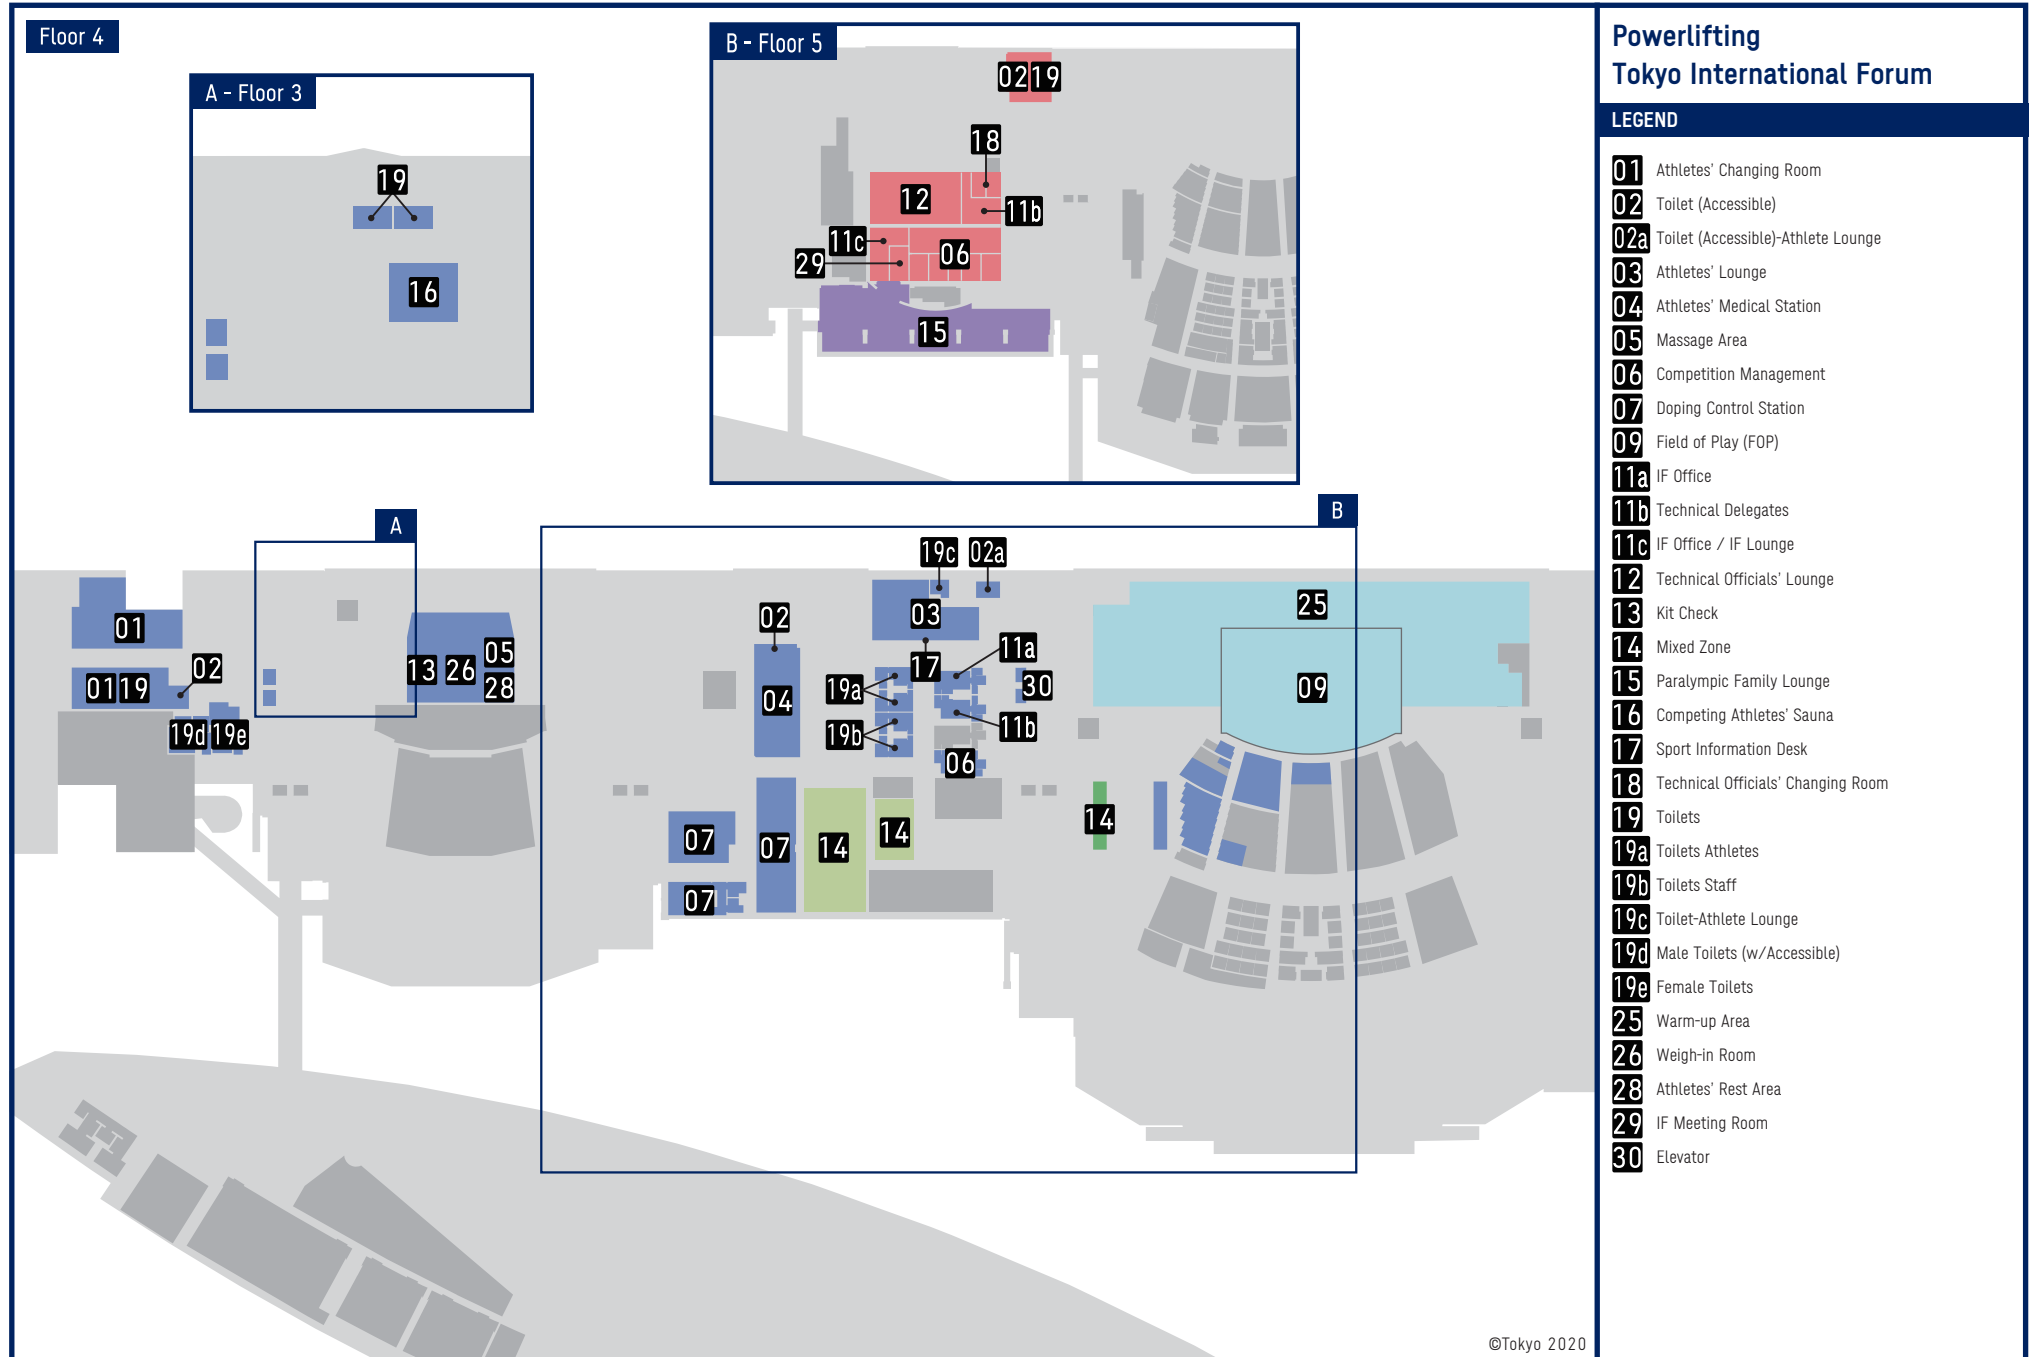 Floor 4
A - Floor 3
19
16
B - Floor 5
02 19
18
12
11b
11c
06
29
15
A
B
19c 02a
25
01
02
03
02
05
13 26
11a
17
28
01 19
19a
30
09
04
19d 19e
19b
11b
06
14
07
07
14
14
07
©Tokyo 2020
Powerlifting
Tokyo International Forum
LEGEND
01 Athletes' Changing Room
02 Toilet (Accessible)
02a Toilet (Accessible)-Athlete Lounge
03 Athletes' Lounge
04 Athletes' Medical Station
05 Massage Area
06 Competition Management
07 Doping Control Station
09 Field of Play (FOP)
11a IF Office
11b Technical Delegates
11c IF Office / IF Lounge
12 Technical Officials' Lounge
13 Kit Check
14 Mixed Zone
15 Paralympic Family Lounge
16 Competing Athletes' Sauna
17 Sport Information Desk
18 Technical Officials' Changing Room
19 Toilets
19a Toilets Athletes
19b Toilets Staff
19c Toilet-Athlete Lounge
19d Male Toilets (w/Accessible)
19e Female Toilets
25 Warm-up Area
26 Weigh-in Room
28 Athletes' Rest Area
29 IF Meeting Room
30 Elevator